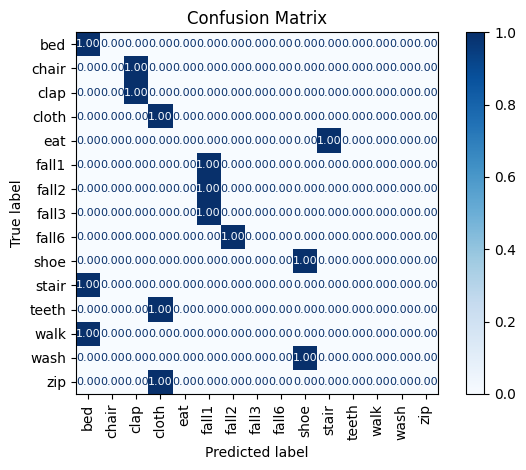 Confusion Matrix
bed 1.00 0.00 0.00 0.00 0.00 0.00 0.00 0.00 0.00 0.00 0.00 0.00 0.00 0.00 0.00
chair 0.00 0.00 1.00 0.00 0.00 0.00 0.00 0.00 0.00 0.00 0.00 0.00 0.00 0.00 0.00
clap 0.00 0.00 1.00 0.00 0.00 0.00 0.00 0.00 0.00 0.00 0.00 0.00 0.00 0.00 0.00
cloth 0.00 0.00 0.00 1.00 0.00 0.00 0.00 0.00 0.00 0.00 0.00 0.00 0.00 0.00 0.00
eat 0.00 0.00 0.00 0.00 0.00 0.00 0.00 0.00 0.00 0.00 1.00 0.00 0.00 0.00 0.00
fall1 0.00 0.00 0.00 0.00 0.00 1.00 0.00 0.00 0.00 0.00 0.00 0.00 0.00 0.00 0.00
fall2 0.00 0.00 0.00 0.00 0.00 1.00 0.00 0.00 0.00 0.00 0.00 0.00 0.00 0.00 0.00
fall3 0.00 0.00 0.00 0.00 0.00 1.00 0.00 0.00 0.00 0.00 0.00 0.00 0.00 0.00 0.00
fall6 0.00 0.00 0.00 0.00 0.00 0.00 1.00 0.00 0.00 0.00 0.00 0.00 0.00 0.00 0.00
shoe 0.00 0.00 0.00 0.00 0.00 0.00 0.00 0.00 0.00 1.00 0.00 0.00 0.00 0.00 0.00
stair 1.00 0.00 0.00 0.00 0.00 0.00 0.00 0.00 0.00 0.00 0.00 0.00 0.00 0.00 0.00
teeth 0.00 0.00 0.00 1.00 0.00 0.00 0.00 0.00 0.00 0.00 0.00 0.00 0.00 0.00 0.00
walk 1.00 0.00 0.00 0.00 0.00 0.00 0.00 0.00 0.00 0.00 0.00 0.00 0.00 0.00 0.00
wash 0.00 0.00 0.00 0.00 0.00 0.00 0.00 0.00 0.00 1.00 0.00 0.00 0.00 0.00 0.00
zip 0.00 0.00 0.00 1.00 0.00 0.00 0.00 0.00 0.00 0.00 0.00 0.00 0.00 0.00 0.00
True label
bed chair clap cloth eat fall1 fall2 fall3 fall6 shoe stair teeth walk wash zip
Predicted label
1.0
0.8
0.6
0.4
0.2
0.0